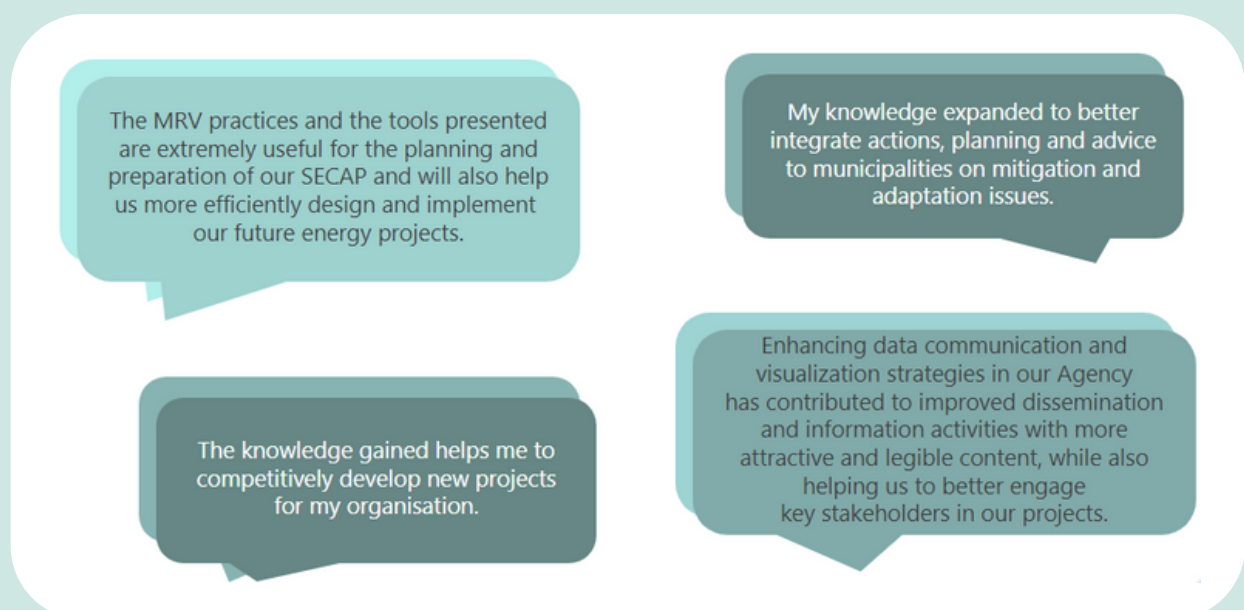 The MRV practices and the tools presented
are extremely useful for the planning and
preparation of our SECAP and will also help
us more efficiently design and implement
our future energy projects.
My knowledge expanded to better
integrate actions, planning and advice
to municipalities on mitigation and
adaptation issues.
The knowledge gained helps me to
competitively develop new projects
for my organisation.
Enhancing data communication and
visualization strategies in our Agency
has contributed to improved dissemination
and information activities with more
attractive and legible content, while also
helping us to better engage
key stakeholders in our projects.